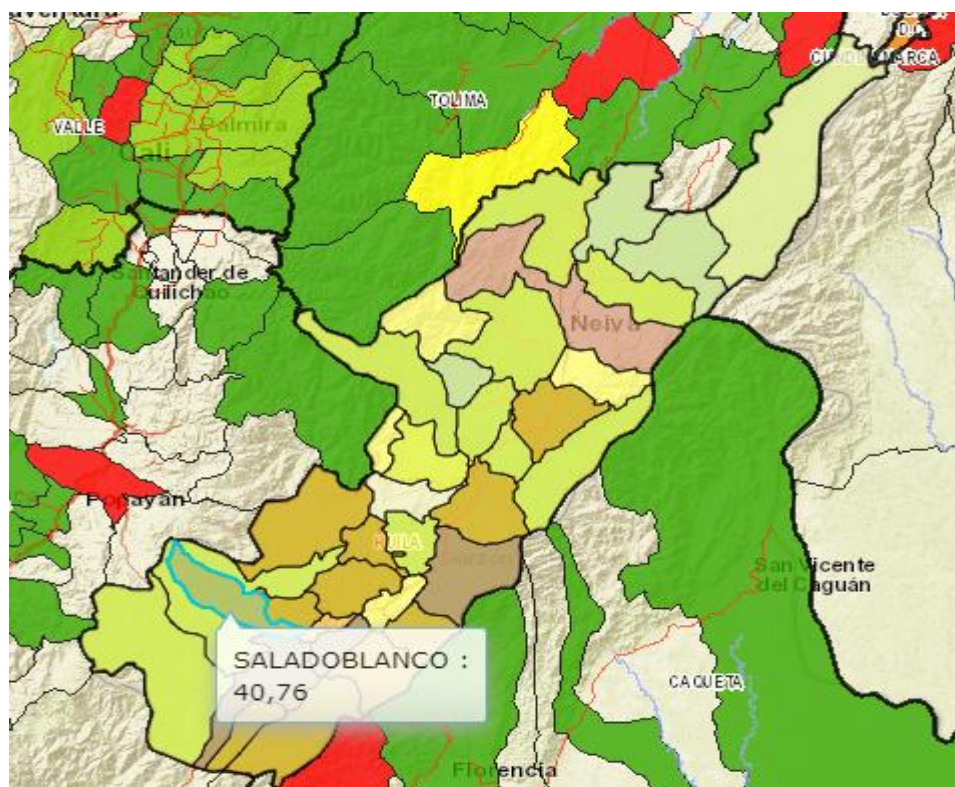 TOLIMA
VALLE
Palmira
Cali
Santander de
Quilichao
Neiva
Popayán
HUILA
San Vicente
del Caguán
SALADOBLANCO :
40,76
CAQUETA
Florencia